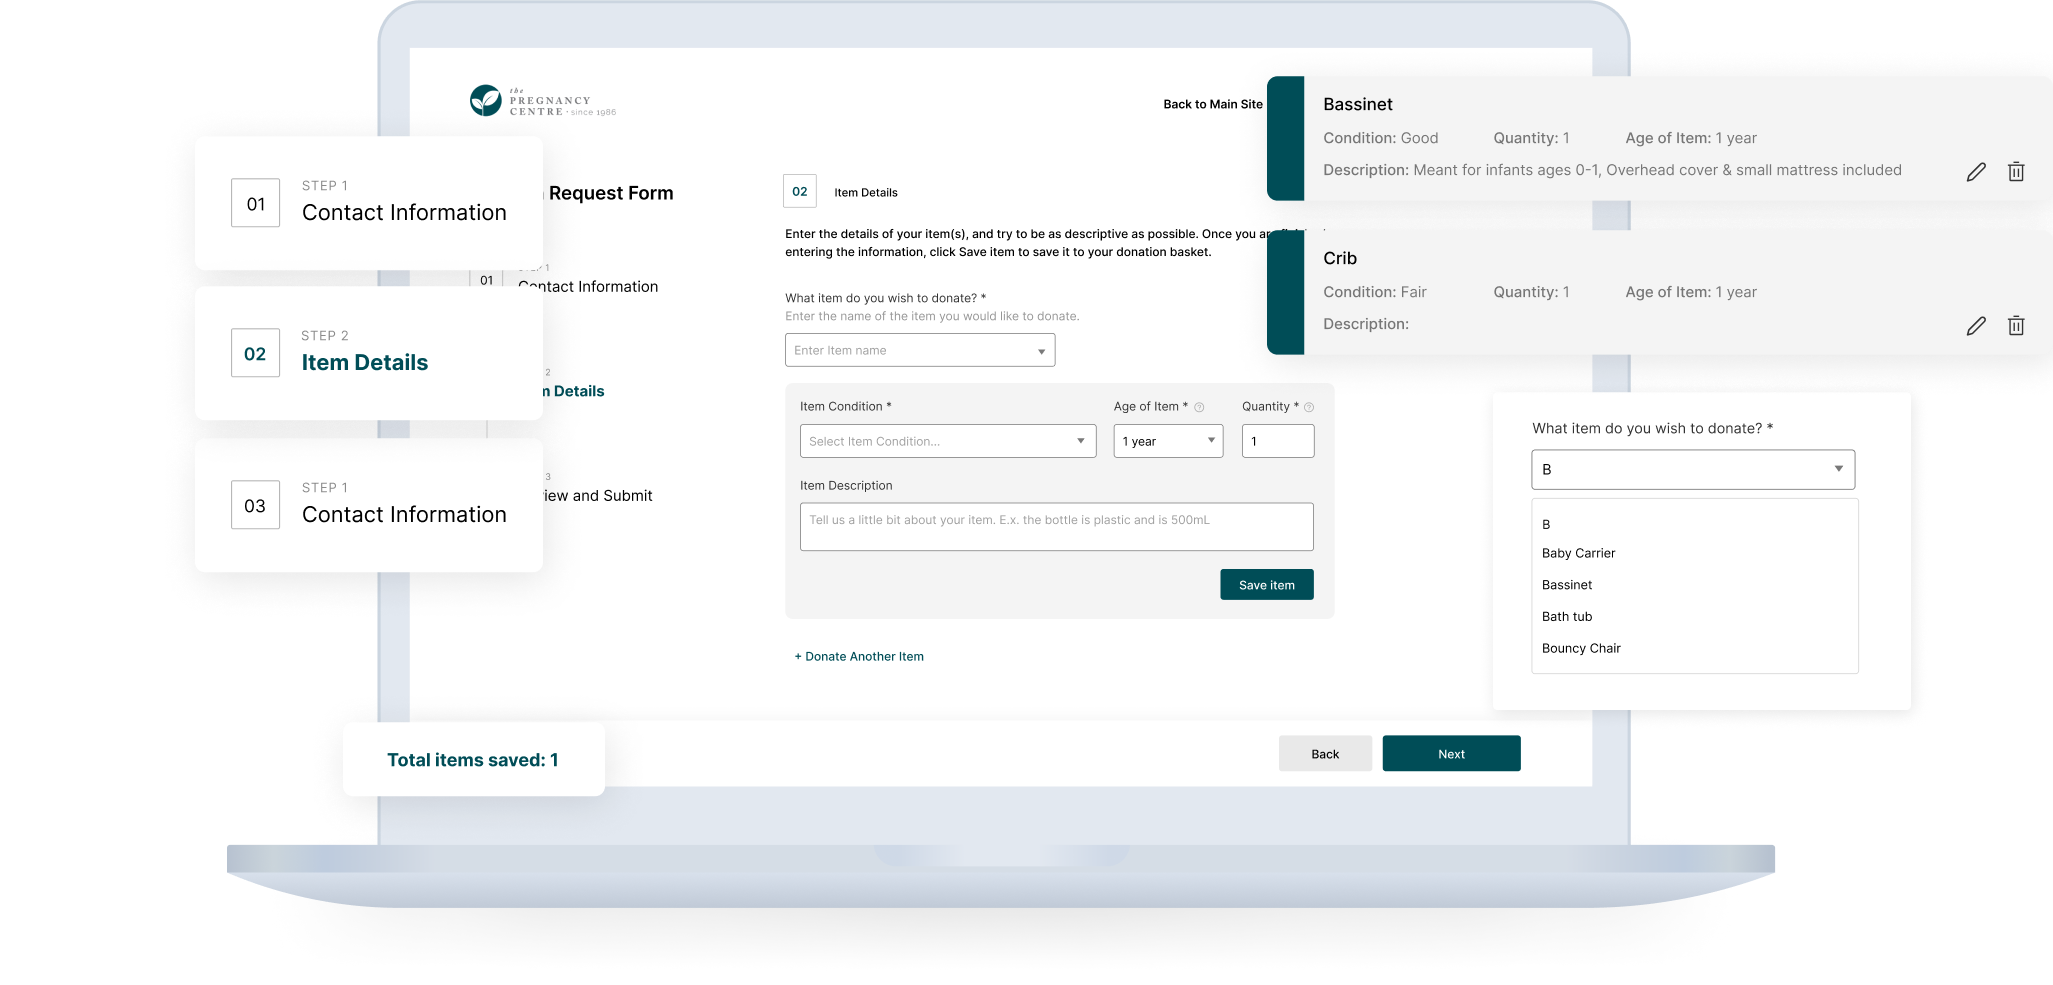 the
PREGNANCY
CENTRE · since 1986
Back to Main Site
Request Form
01
STEP 1
Contact Information
02
STEP 2
Item Details
03
STEP 1
Contact Information
01
1
Contact Information
2
Details
3
and Submit
02
Item Details
Enter the details of your item(s), and try to be as descriptive as possible. Once you
entering the information, click Save item to save it to your donation basket.
What item do you wish to donate? *
Enter the name of the item you would like to donate.
Enter Item name
Item Condition *
Age of Item *
Quantity *
Select Item Condition...
1 year
1
Item Description
Tell us a little bit about your item. E.x. the bottle is plastic and is 500mL
Save item
+ Donate Another Item
Total items saved: 1
Back
Next
Bassinet
Condition: Good Quantity: 1 Age of Item: 1 year
Description: Meant for infants ages 0-1, Overhead cover & small mattress included
Crib
Condition: Fair Quantity: 1 Age of Item: 1 year
Description:
What item do you wish to donate? *
B
B
Baby Carrier
Bassinet
Bath tub
Bouncy Chair